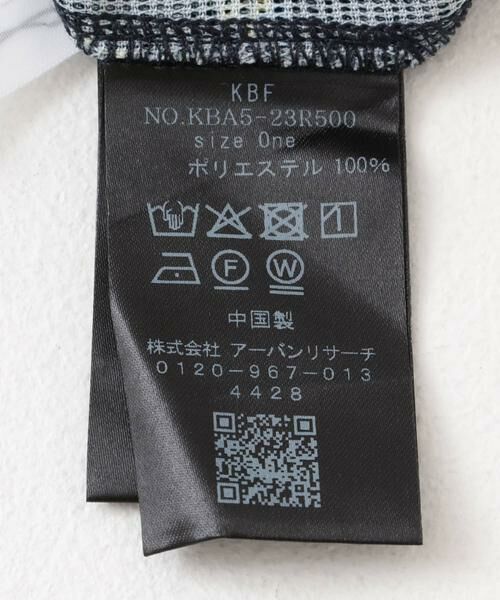 KBF
NO.KBA5-23R500
size One
ポリエステル 100%
F W
中国製
株式会社 アーバンリサーチ
0120-967-013
4428